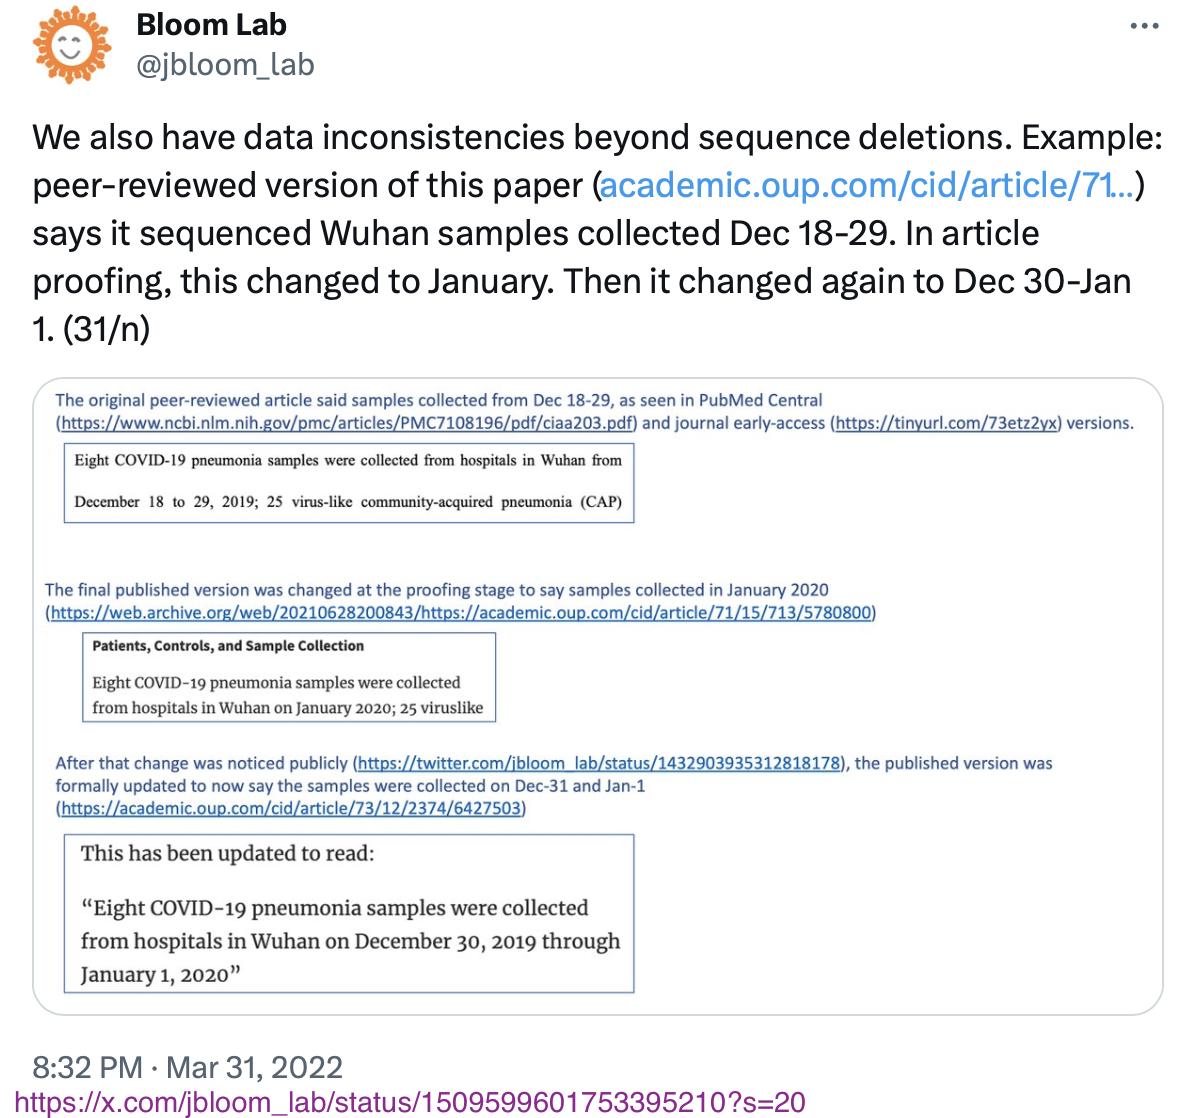 Bloom Lab
@jbloom_lab
We also have data inconsistencies beyond sequence deletions. Example:
peer-reviewed version of this paper (academic.oup.com/cid/article/71…)
says it sequenced Wuhan samples collected Dec 18-29. In article
proofing, this changed to January. Then it changed again to Dec 30-Jan
1. (31/n)
The original peer-reviewed article said samples collected from Dec 18-29, as seen in PubMed Central
(https://www.ncbi.nlm.nih.gov/pmc/articles/PMC7108196/pdf/ciaa203.pdf) and journal early-access (https://tinyurl.com/73etz2yx) versions.
Eight COVID-19 pneumonia samples were collected from hospitals in Wuhan from
December 18 to 29, 2019; 25 virus-like community-acquired pneumonia (CAP)
The final published version was changed at the proofing stage to say samples collected in January 2020
(https://web.archive.org/web/20210628200843/https://academic.oup.com/cid/article/71/15/713/5780800)
Patients, Controls, and Sample Collection
Eight COVID-19 pneumonia samples were collected
from hospitals in Wuhan on January 2020; 25 viruslike
After that change was noticed publicly (https://twitter.com/jbloom_lab/status/1432903935312818178), the published version was
formally updated to now say the samples were collected on Dec-31 and Jan-1
(https://academic.oup.com/cid/article/73/12/2374/6427503)
This has been updated to read:
“Eight COVID-19 pneumonia samples were collected
from hospitals in Wuhan on December 30, 2019 through
January 1, 2020”
8:32 PM · Mar 31, 2022
https://x.com/jbloom_lab/status/1509599601753395210?s=20